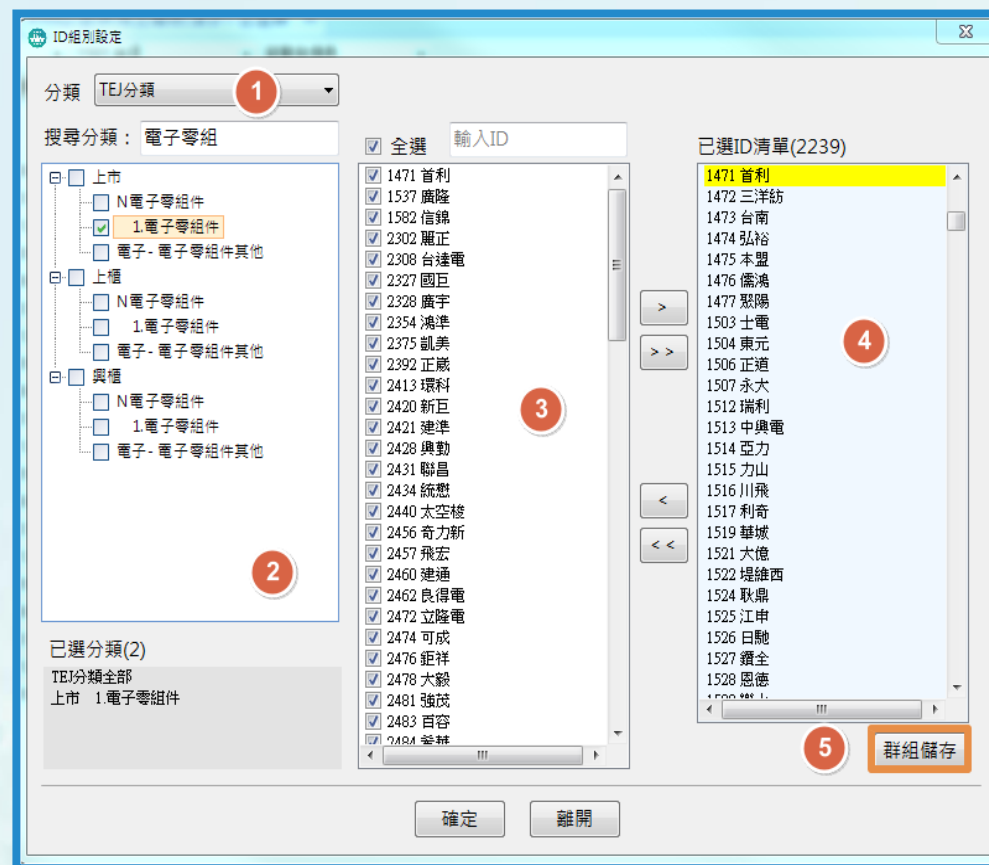 ID組別設定
分類 TEJ分類
1
搜尋分類： 電子零組
全選 輸入ID
已選ID清單(2239)
上市
N電子零組件
1.電子零組件
電子-電子零組件其他
上櫃
N電子零組件
1.電子零組件
電子-電子零組件其他
興櫃
N電子零組件
1.電子零組件
電子-電子零組件其他
2
已選分類(2)
TEJ分類全部
上市 1.電子零組件
1471 首利
1537 廣隆
1582 信錦
2302 麗正
2308 台達電
2327 國巨
2328 廣宇
2354 鴻準
2375 凱美
2392 正崴
2413 環科
2420 新巨
2421 建準
2428 興勤
2431 聯昌
2434 統懋
2440 太空梭
2456 奇力新
2457 飛宏
2460 建通
2462 良得電
2472 立隆電
2474 可成
2476 鉅祥
2478 大毅
2481 強茂
2483 百容
2484 希華
3
>
> >
<
< <
1471 首利
1472 三洋紡
1473 台南
1474 弘裕
1475 本盟
1476 儒鴻
1477 聚陽
1503 士電
1504 東元
1506 正道
1507 永大
1512 瑞利
1513 中興電
1514 亞力
1515 力山
1516 川飛
1517 利奇
1519 華城
1521 大億
1522 堤維西
1524 耿鼎
1525 江申
1526 日馳
1527 鑽全
1528 恩德
4
5
群組儲存
確定
離開